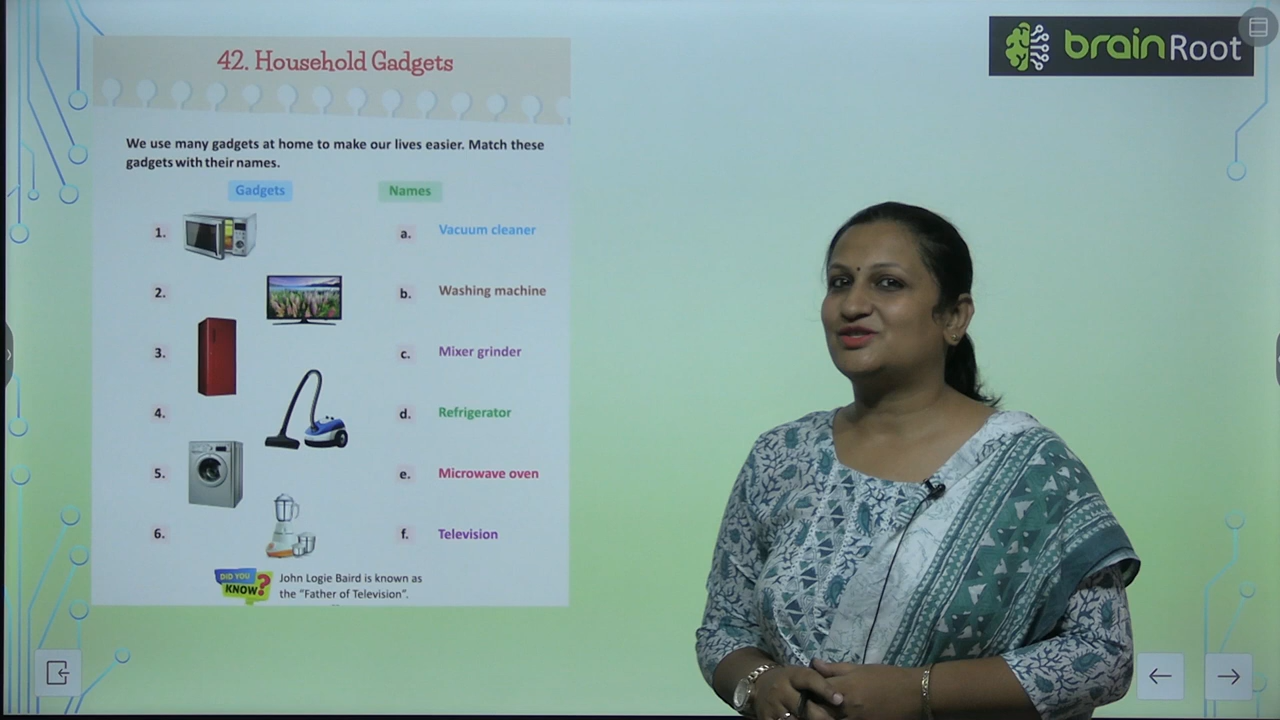 brainRoot
42. Household Gadgets
We use many gadgets at home to make our lives easier. Match these
gadgets with their names.
Gadgets Names
1. a. Vacuum cleaner
2. b. Washing machine
3. c. Mixer grinder
4. d. Refrigerator
5. e. Microwave oven
6. f. Television
DID YOU
KNOW?
John Logie Baird is known as
the "Father of Television".